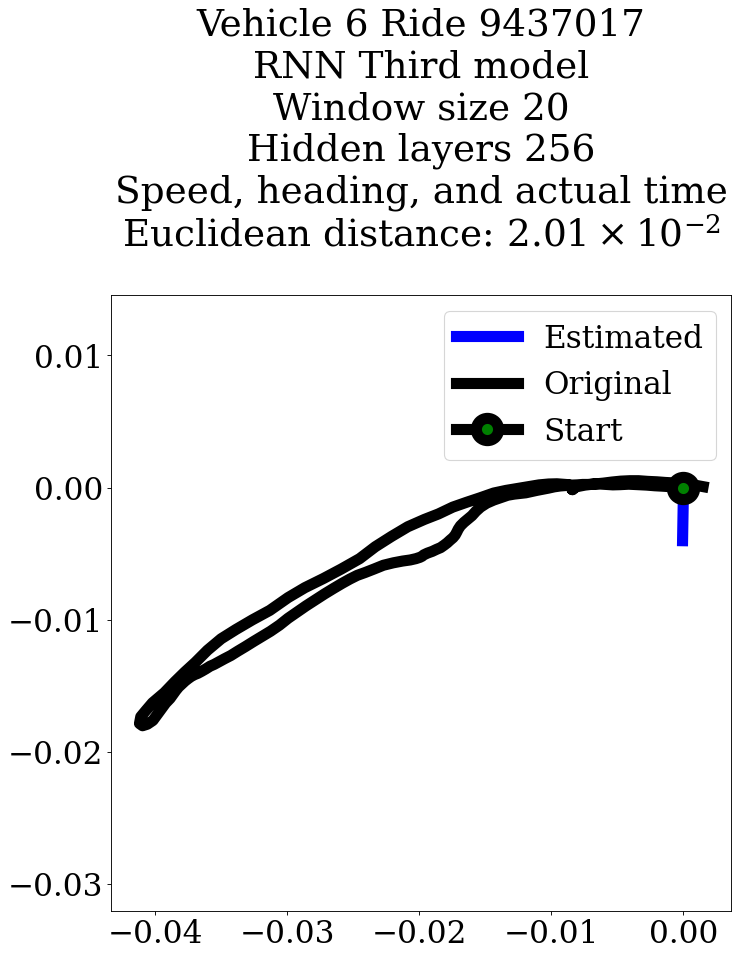 Vehicle 6 Ride 9437017
RNN Third model
Window size 20
Hidden layers 256
Speed, heading, and actual time
Euclidean distance: 2.01 × 10⁻²
Estimated
Original
Start
0.01
0.00
−0.01
−0.02
−0.03
−0.04 −0.03 −0.02 −0.01 0.00